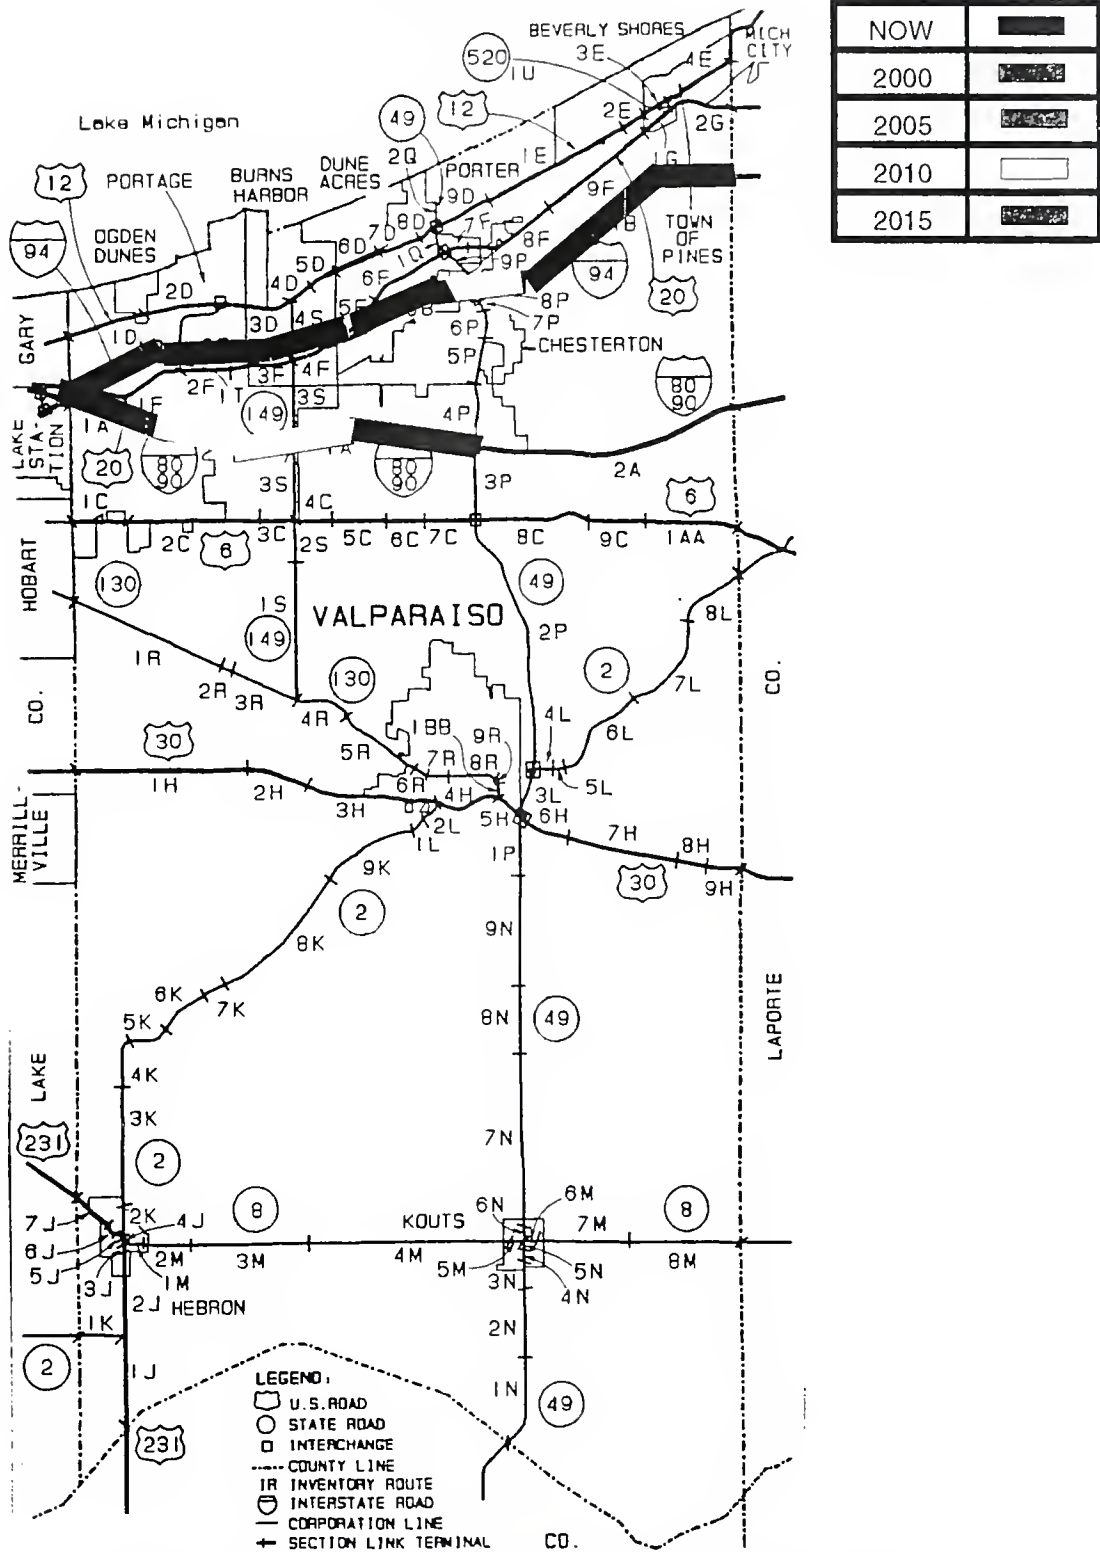 NOW
2000
2005
2010
2015
BEVERLY SHORES
MICH
CITY
520
1U
3E
4E
12
2E
2G
49
Lake Michigan
2Q
1E
1G
DUNE
ACRES
PORTER
12
PORTAGE
BURNS
HARBOR
9D
9F
8D
7F
TOWN
OF
PINES
94
OGDEN
DUNES
7D
6D
1Q
8F
9P
94
5D
6F
20
2D
4D
5F
8P
4S
7P
6P
GARY
1D
3D
5P
CHESTERTON
4F
3F
2F
1T
3S
80
90
1F
149
4P
1A
LAKE
STA-
TION
20
80
90
80
90
2A
3S
3P
6
1C
4C
2C
3C
2S
5C
6C
7C
8C
9C
1AA
6
HOBART
130
49
1S
VALPARAISO
8L
149
2P
1R
2
CO.
CO.
130
2R
3R
7L
4R
4L
6L
30
1BB
9R
5R
7R
8R
1H
6R
3L
5L
2H
4H
3H
2L
5H
6H
7H
MERRILL-
VILLE
1L
1P
8H
9K
30
9H
2
9N
8K
6K
7K
5K
8N
49
LAPORTE
LAKE
4K
3K
231
7N
2
6N
6M
8
8
7J
2K
4J
KOUTS
7M
6J
2M
3M
4M
5M
5N
8M
5J
3J
1M
3N
4N
2J
HEBRON
1K
2N
2
1J
1N
49
231
LEGEND:
U.S. ROAD
STATE ROAD
INTERCHANGE
COUNTY LINE
IR INVENTORY ROUTE
INTERSTATE ROAD
CORPORATION LINE
SECTION LINK TERMINAL
CO.